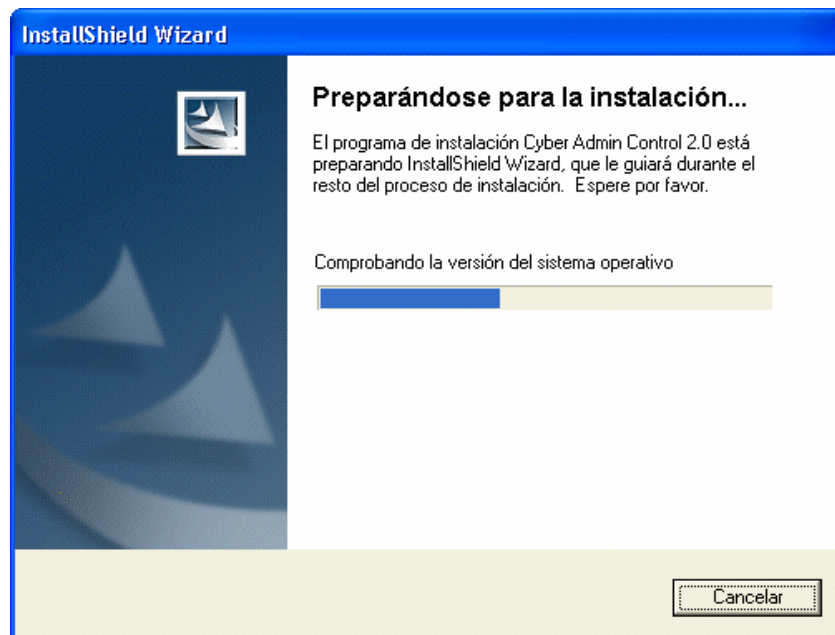 InstallShield Wizard
Preparándose para la instalación...
El programa de instalación Cyber Admin Control 2.0 está
preparando InstallShield Wizard, que le guiará durante el
resto del proceso de instalación. Espere por favor.
Comprobando la versión del sistema operativo
Cancelar